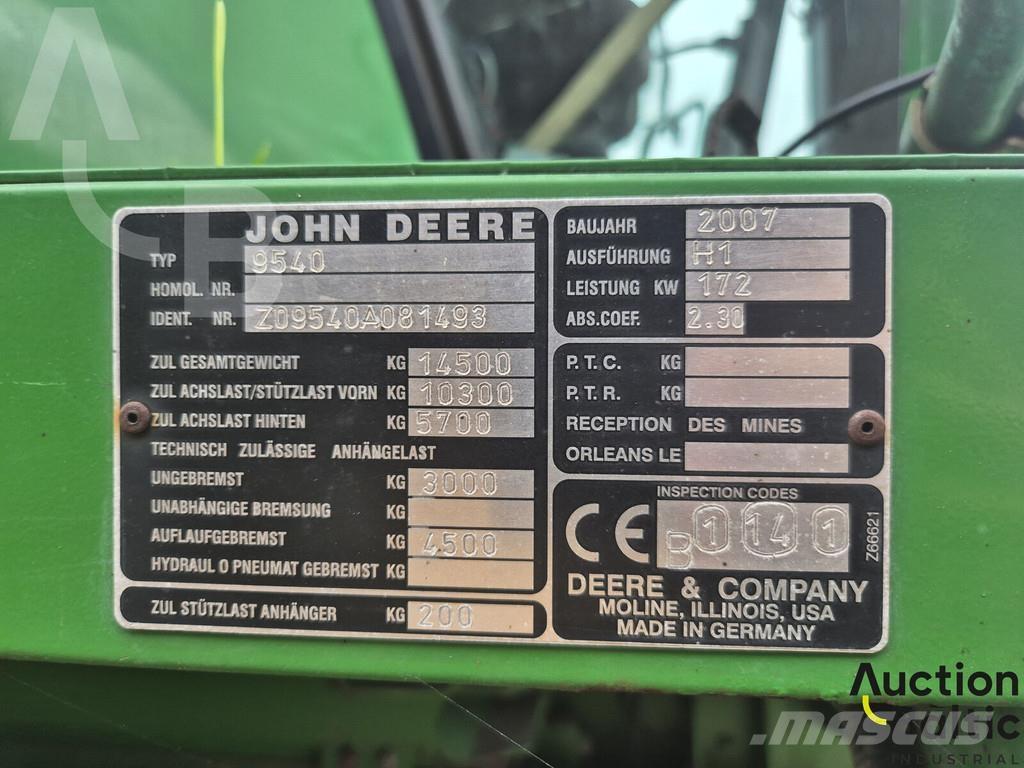 JOHN DEERE
TYP 9540
HOMOL. NR.
IDENT. NR. Z09540A081493
ZUL GESAMTGEWICHT KG 14500
ZUL ACHSLAST/STÜTZLAST VORN KG 10300
ZUL ACHSLAST HINTEN KG 5700
TECHNISCH ZULÄSSIGE ANHÄNGELAST
UNGEBREMST KG 3000
UNABHÄNGIGE BREMSUNG KG
AUFLAUFGEBREMST KG 4500
HYDRAUL O PNEUMAT GEBREMST KG
ZUL STÜTZLAST ANHÄNGER KG 200
BAUJAHR 2007
AUSFÜHRUNG H1
LEISTUNG KW 172
ABS.COEF. 2.30
P. T. C. KG
P. T. R. KG
RECEPTION DES MINES
ORLEANS LE
INSPECTION CODES
CE B 1 14 1
Z66621
DEERE & COMPANY
MOLINE, ILLINOIS, USA
MADE IN GERMANY
Auction
Baltic
INDUSTRIAL
MASCUS